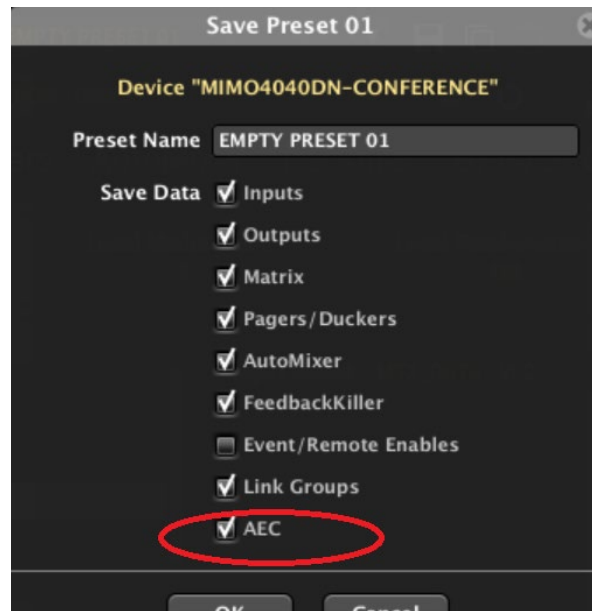 Save Preset 01
Device "MIMO4040DN-CONFERENCE"
Preset Name EMPTY PRESET 01
Save Data Inputs
Outputs
Matrix
Pagers/Duckers
AutoMixer
FeedbackKiller
Event/Remote Enables
Link Groups
AEC
OK Cancel